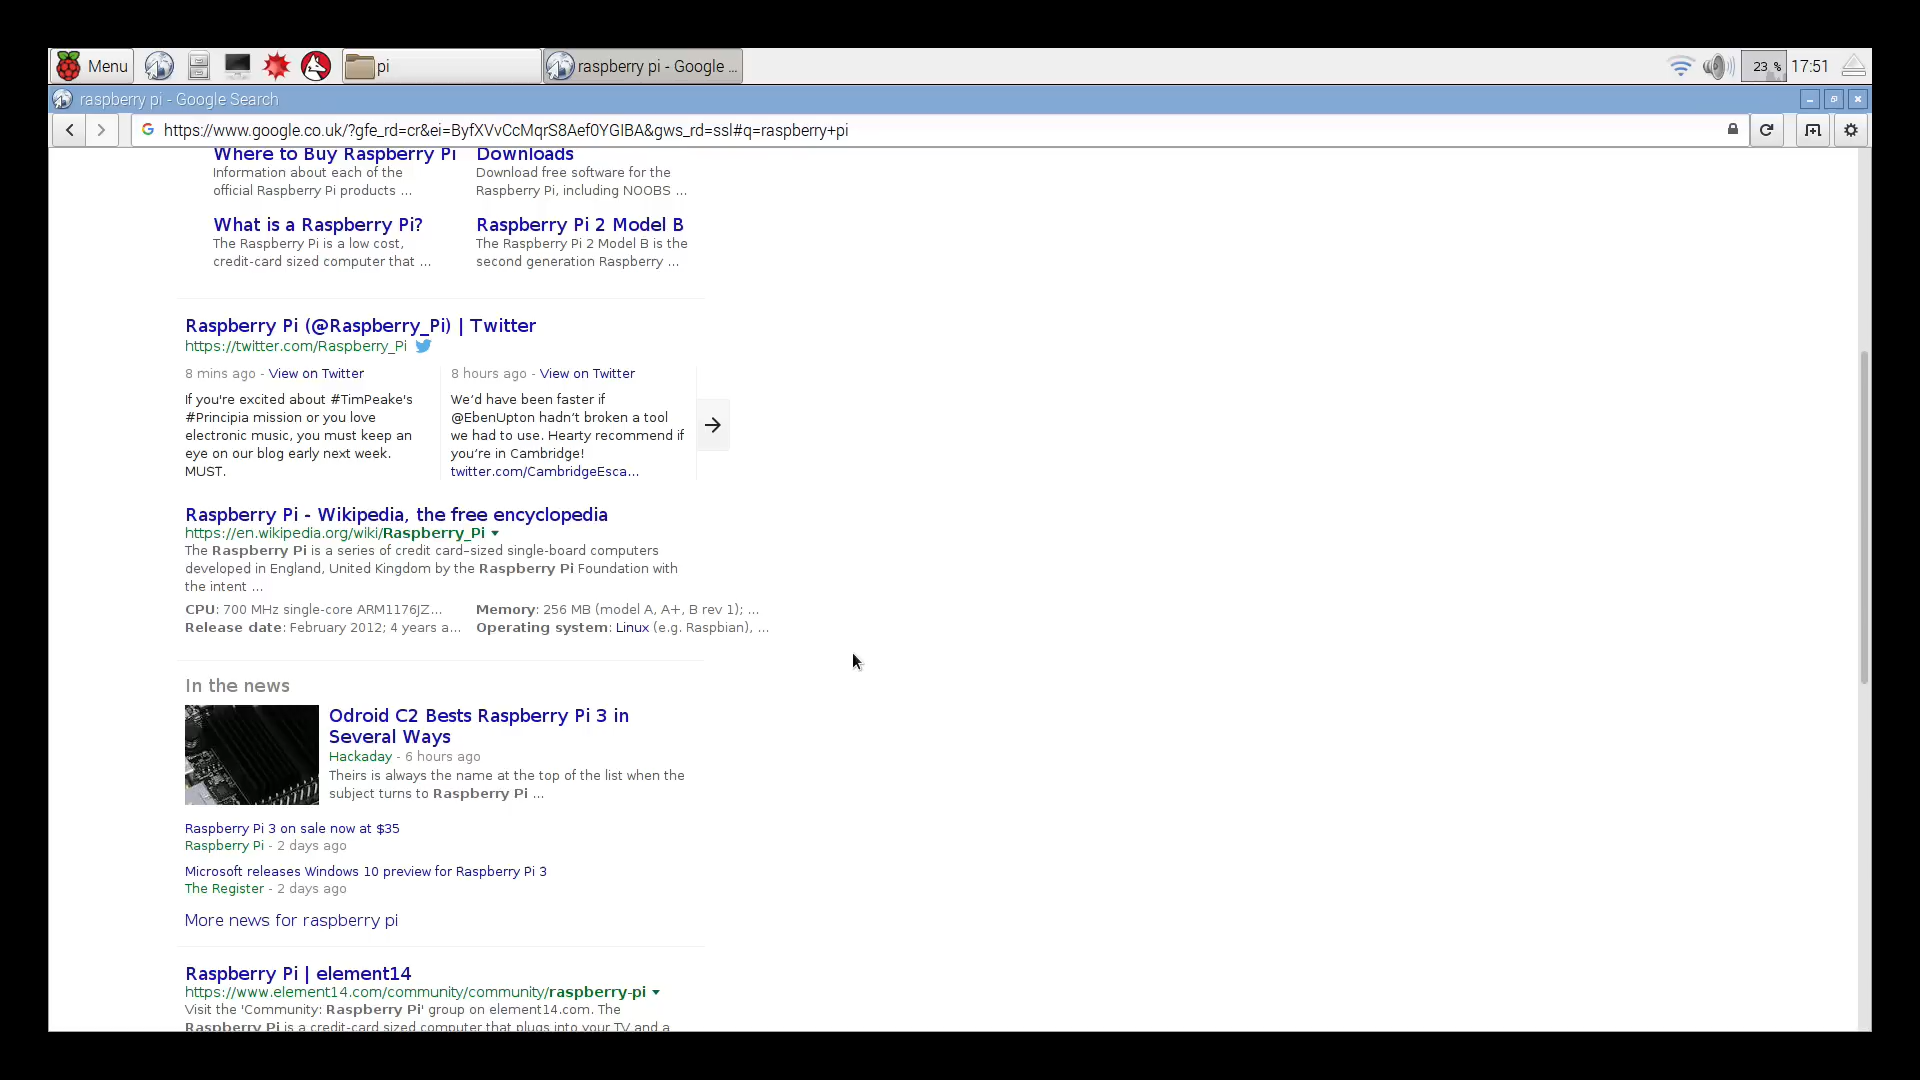 Menu
pi
raspberry pi - Google ...
23 %
17:51
raspberry pi - Google Search
https://www.google.co.uk/?gfe_rd=cr&ei=ByfXVvCcMqrS8Aef0YGIBA&gws_rd=ssl#q=raspberry+pi
Where to Buy Raspberry Pi
Information about each of the
official Raspberry Pi products ...
Downloads
Download free software for the
Raspberry Pi, including NOOBS ...
What is a Raspberry Pi?
The Raspberry Pi is a low cost,
credit-card sized computer that ...
Raspberry Pi 2 Model B
The Raspberry Pi 2 Model B is the
second generation Raspberry ...
Raspberry Pi (@Raspberry_Pi) | Twitter
https://twitter.com/Raspberry_Pi
8 mins ago - View on Twitter
If you're excited about #TimPeake's
#Principia mission or you love
electronic music, you must keep an
eye on our blog early next week.
MUST.
8 hours ago - View on Twitter
We’d have been faster if
@EbenUpton hadn’t broken a tool
we had to use. Hearty recommend if
you’re in Cambridge!
twitter.com/CambridgeEsca...
Raspberry Pi - Wikipedia, the free encyclopedia
https://en.wikipedia.org/wiki/Raspberry_Pi
The Raspberry Pi is a series of credit card–sized single-board computers
developed in England, United Kingdom by the Raspberry Pi Foundation with
the intent ...
CPU: 700 MHz single-core ARM1176JZ...
Memory: 256 MB (model A, A+, B rev 1); ...
Release date: February 2012; 4 years a...
Operating system: Linux (e.g. Raspbian), ...
In the news
Odroid C2 Bests Raspberry Pi 3 in
Several Ways
Hackaday - 6 hours ago
Theirs is always the name at the top of the list when the
subject turns to Raspberry Pi ...
Raspberry Pi 3 on sale now at $35
Raspberry Pi - 2 days ago
Microsoft releases Windows 10 preview for Raspberry Pi 3
The Register - 2 days ago
More news for raspberry pi
Raspberry Pi | element14
https://www.element14.com/community/community/raspberry-pi
Visit the 'Community: Raspberry Pi' group on element14.com. The
Raspberry Pi is a credit-card sized computer that plugs into your TV and a